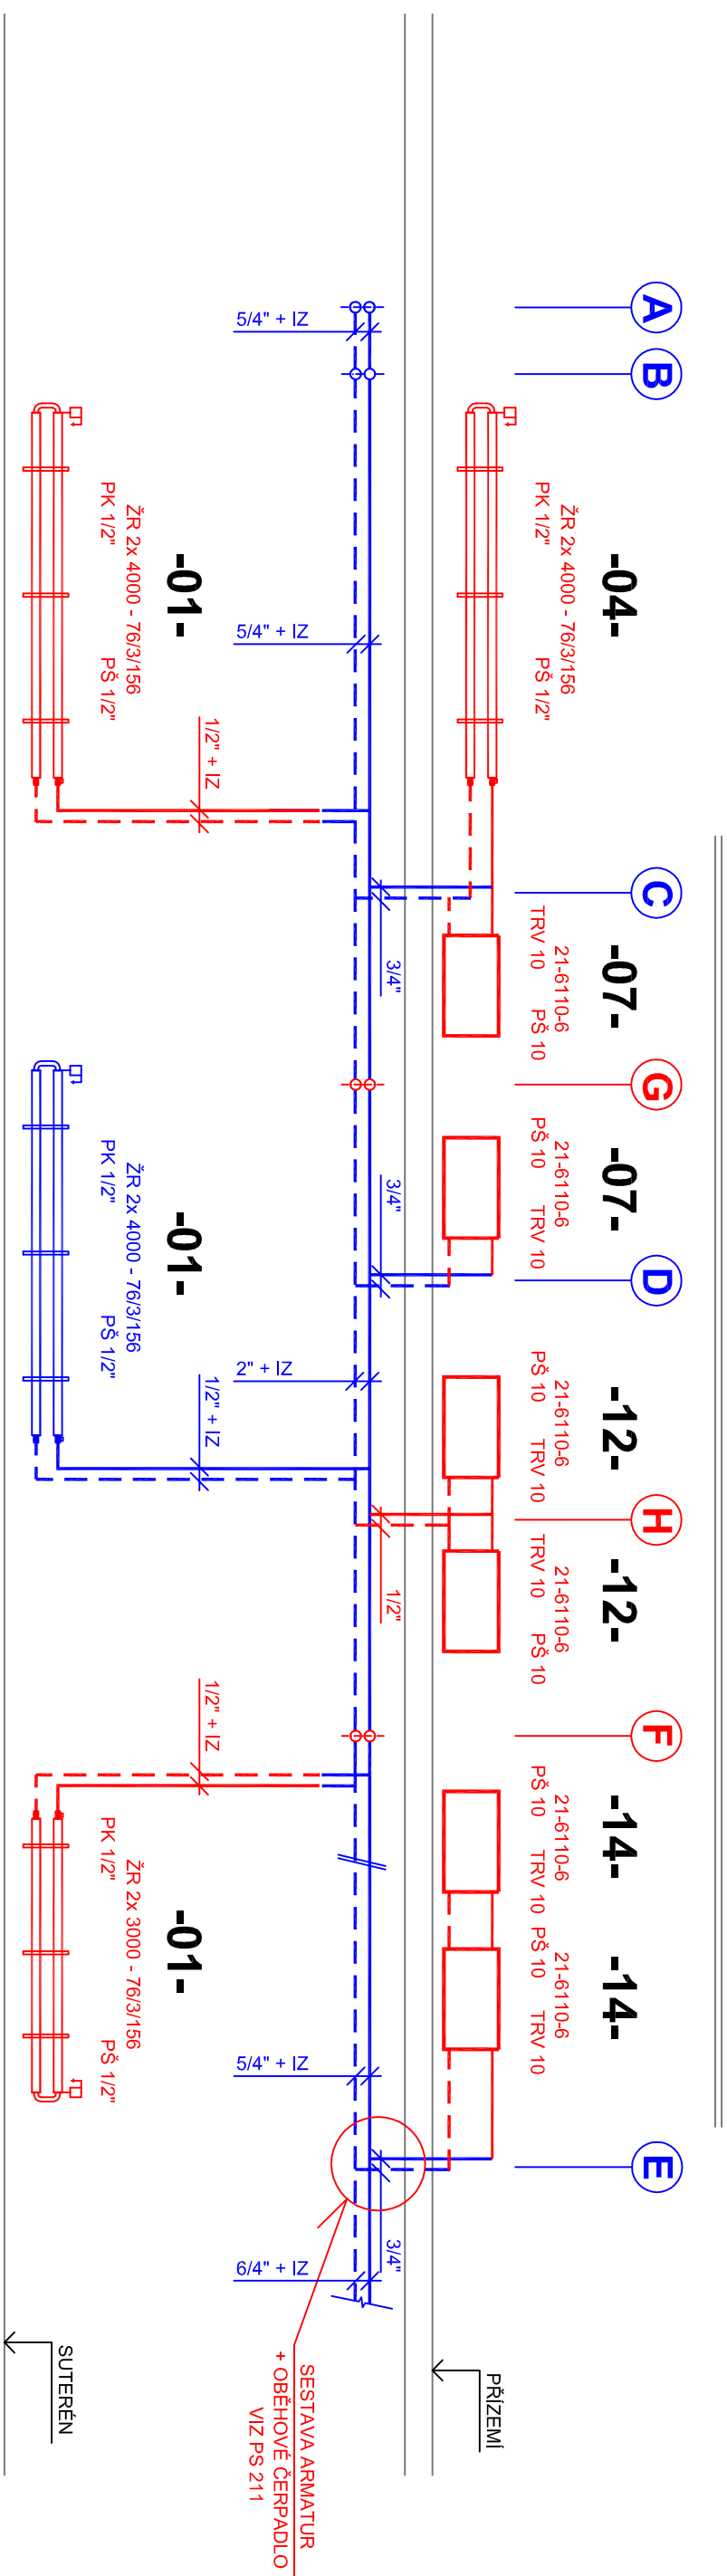 A
B
C
G
D
H
F
E
-04-
-07-
-07-
-12-
-12-
-14-
-14-
ŽR 2x 4000 - 76/3/156
PK 1/2" PŠ 1/2"
21-6110-6
TRV 10 PŠ 10
21-6110-6
PŠ 10 TRV 10
21-6110-6
PŠ 10 TRV 10
21-6110-6
TRV 10 PŠ 10
21-6110-6
PŠ 10 TRV 10
21-6110-6
PŠ 10 TRV 10
PŘÍZEMÍ
3/4"
3/4"
1/2"
3/4"
5/4" + IZ
5/4" + IZ
2" + IZ
5/4" + IZ
6/4" + IZ
SESTAVA ARMATUR
+ OBĚHOVÉ ČERPADLO
VIZ PS 211
1/2" + IZ
1/2" + IZ
1/2" + IZ
-01-
ŽR 2x 4000 - 76/3/156
PK 1/2" PŠ 1/2"
-01-
ŽR 2x 4000 - 76/3/156
PK 1/2" PŠ 1/2"
-01-
ŽR 2x 3000 - 76/3/156
PK 1/2" PŠ 1/2"
SUTERÉN